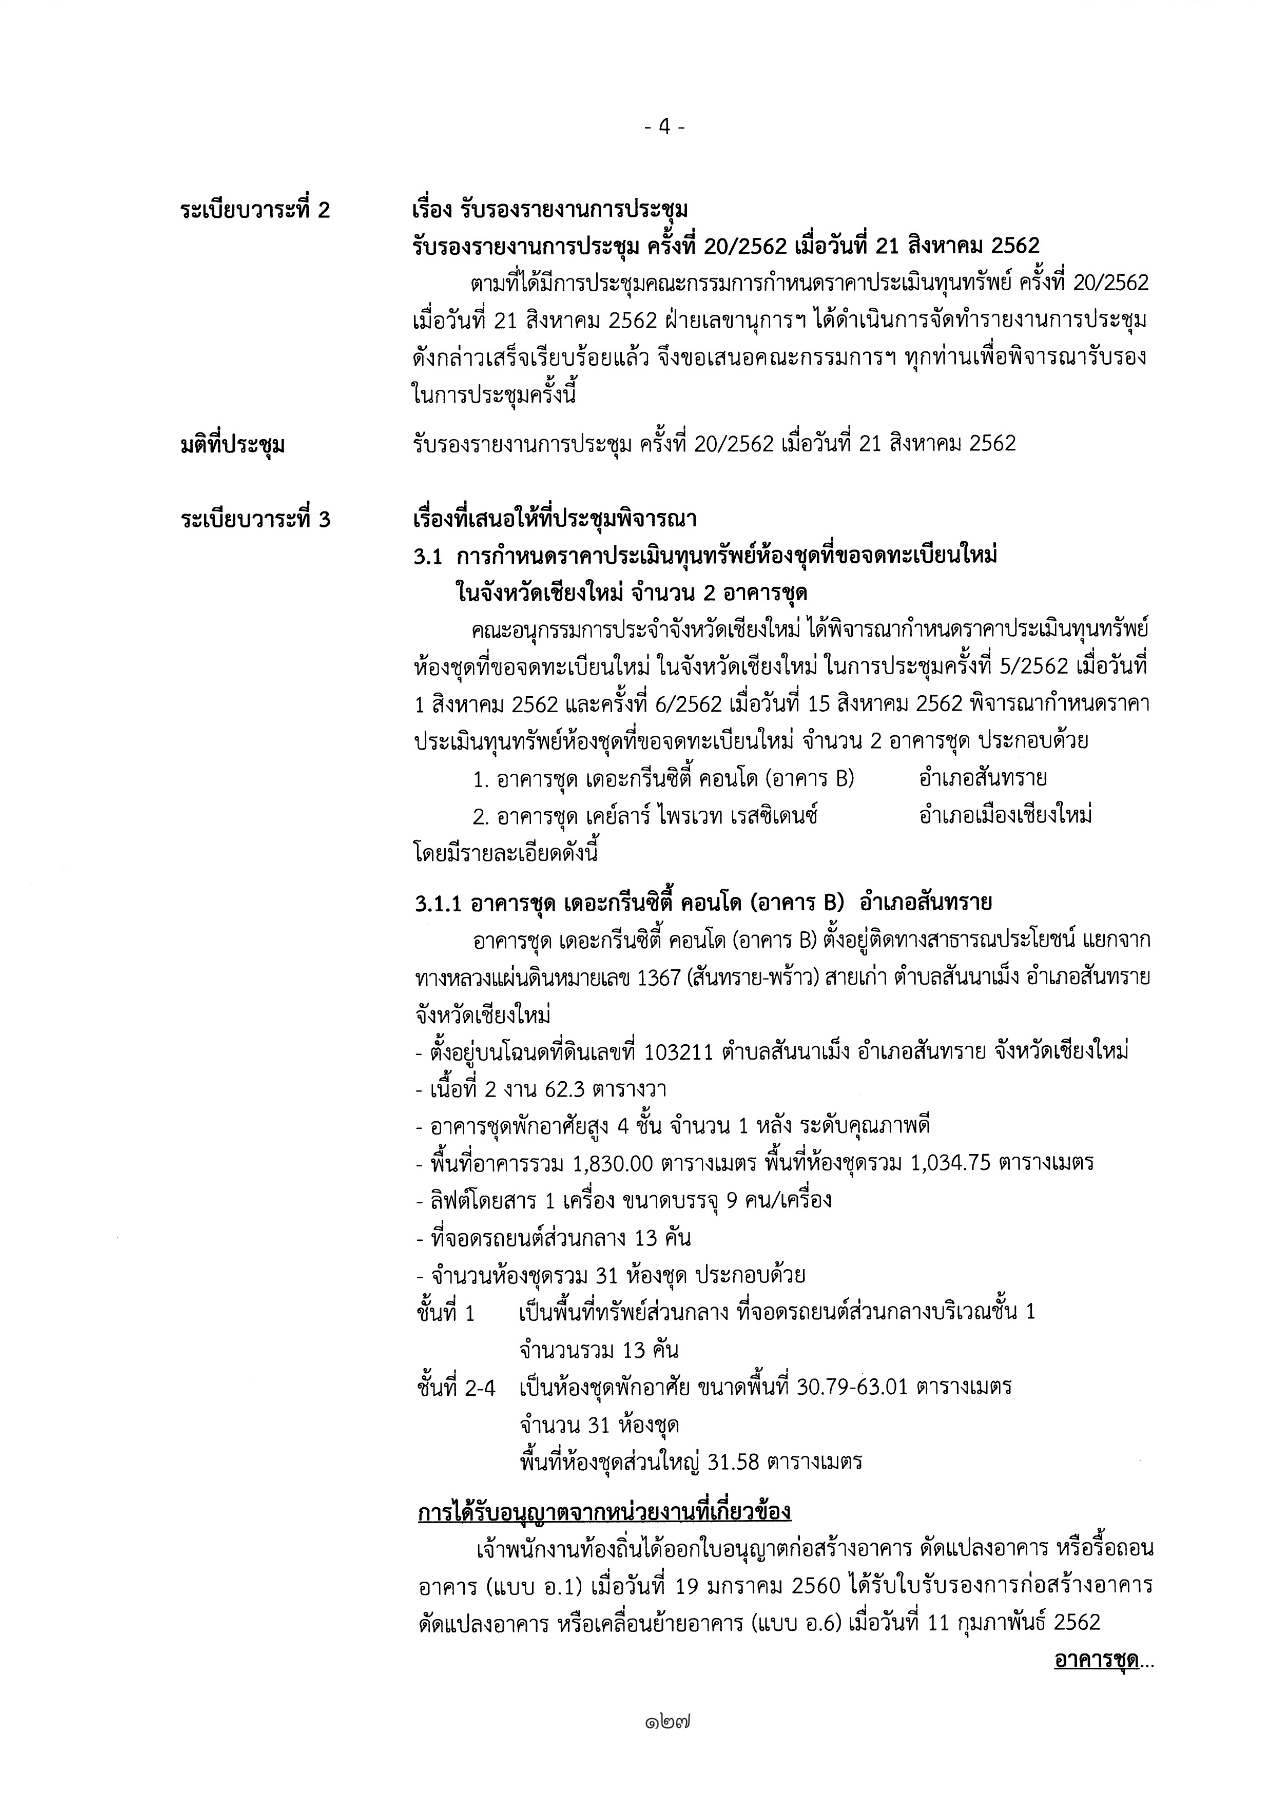 - 4 -
ระเบียบวาระที่ 2 เรื่อง รับรองรายงานการประชุม
รับรองรายงานการประชุม ครั้งที่ 20/2562 เมื่อวันที่ 21 สิงหาคม 2562
ตามที่ได้มีการประชุมคณะกรรมการกำหนดราคาประเมินทุนทรัพย์ ครั้งที่ 20/2562
เมื่อวันที่ 21 สิงหาคม 2562 ฝ่ายเลขานุการฯ ได้ดำเนินการจัดทำรายงานการประชุม
ดังกล่าวเสร็จเรียบร้อยแล้ว จึงขอเสนอคณะกรรมการฯ ทุกท่านเพื่อพิจารณารับรอง
ในการประชุมครั้งนี้
มติที่ประชุม รับรองรายงานการประชุม ครั้งที่ 20/2562 เมื่อวันที่ 21 สิงหาคม 2562
ระเบียบวาระที่ 3 เรื่องที่เสนอให้ที่ประชุมพิจารณา
3.1 การกำหนดราคาประเมินทุนทรัพย์ห้องชุดที่ขอจดทะเบียนใหม่
ในจังหวัดเชียงใหม่ จำนวน 2 อาคารชุด
คณะอนุกรรมการประจำจังหวัดเชียงใหม่ ได้พิจารณากำหนดราคาประเมินทุนทรัพย์
ห้องชุดที่ขอจดทะเบียนใหม่ ในจังหวัดเชียงใหม่ ในการประชุมครั้งที่ 5/2562 เมื่อวันที่
1 สิงหาคม 2562 และครั้งที่ 6/2562 เมื่อวันที่ 15 สิงหาคม 2562 พิจารณากำหนดราคา
ประเมินทุนทรัพย์ห้องชุดที่ขอจดทะเบียนใหม่ จำนวน 2 อาคารชุด ประกอบด้วย
1. อาคารชุด เดอะกรีนซิตี้ คอนโด (อาคาร B) อำเภอสันทราย
2. อาคารชุด เคย์ลาร์ ไพรเวท เรสซิเดนซ์ อำเภอเมืองเชียงใหม่
โดยมีรายละเอียดดังนี้
3.1.1 อาคารชุด เดอะกรีนซิตี้ คอนโด (อาคาร B) อำเภอสันทราย
อาคารชุด เดอะกรีนซิตี้ คอนโด (อาคาร B) ตั้งอยู่ติดทางสาธารณประโยชน์ แยกจาก
ทางหลวงแผ่นดินหมายเลข 1367 (สันทราย-พร้าว) สายเก่า ตำบลสันนาเม็ง อำเภอสันทราย
จังหวัดเชียงใหม่
- ตั้งอยู่บนโฉนดที่ดินเลขที่ 103211 ตำบลสันนาเม็ง อำเภอสันทราย จังหวัดเชียงใหม่
- เนื้อที่ 2 งาน 62.3 ตารางวา
- อาคารชุดพักอาศัยสูง 4 ชั้น จำนวน 1 หลัง ระดับคุณภาพดี
- พื้นที่อาคารรวม 1,830.00 ตารางเมตร พื้นที่ห้องชุดรวม 1,034.75 ตารางเมตร
- ลิฟต์โดยสาร 1 เครื่อง ขนาดบรรจุ 9 คน/เครื่อง
- ที่จอดรถยนต์ส่วนกลาง 13 คัน
- จำนวนห้องชุดรวม 31 ห้องชุด ประกอบด้วย
ชั้นที่ 1 เป็นพื้นที่ทรัพย์ส่วนกลาง ที่จอดรถยนต์ส่วนกลางบริเวณชั้น 1
จำนวนรวม 13 คัน
ชั้นที่ 2-4 เป็นห้องชุดพักอาศัย ขนาดพื้นที่ 30.79-63.01 ตารางเมตร
จำนวน 31 ห้องชุด
พื้นที่ห้องชุดส่วนใหญ่ 31.58 ตารางเมตร
การได้รับอนุญาตจากหน่วยงานที่เกี่ยวข้อง
เจ้าพนักงานท้องถิ่นได้ออกใบอนุญาตก่อสร้างอาคาร ดัดแปลงอาคาร หรือรื้อถอน
อาคาร (แบบ อ.1) เมื่อวันที่ 19 มกราคม 2560 ได้รับใบรับรองการก่อสร้างอาคาร
ดัดแปลงอาคาร หรือเคลื่อนย้ายอาคาร (แบบ อ.6) เมื่อวันที่ 11 กุมภาพันธ์ 2562
อาคารชุด...
๑๒๗